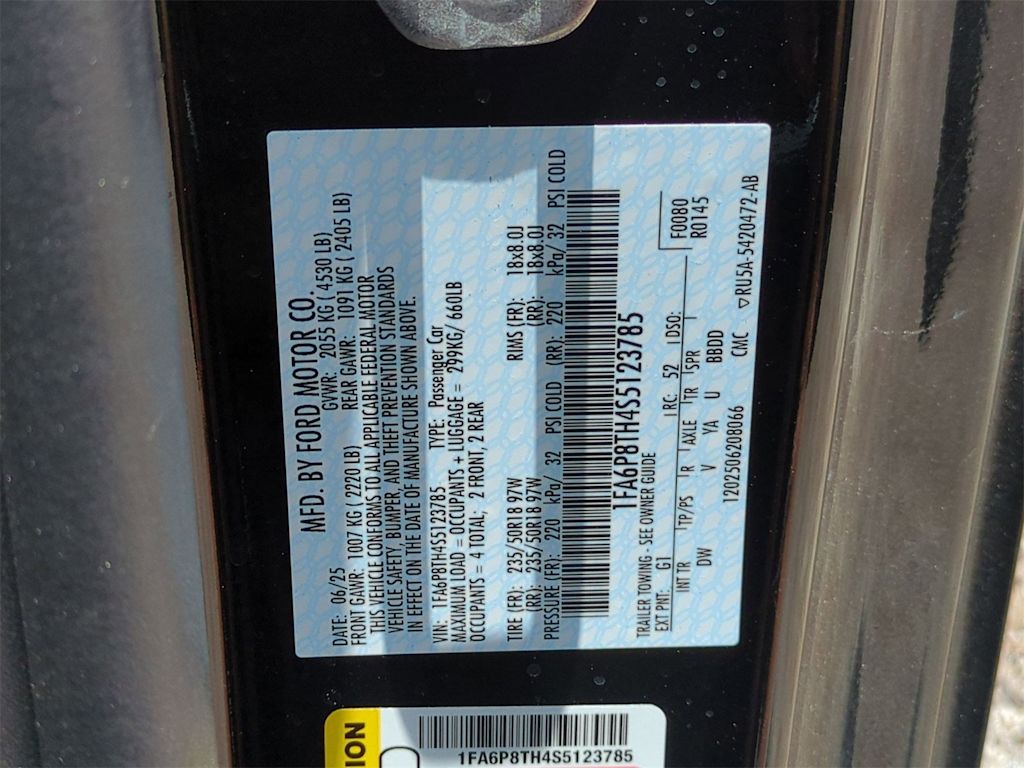 MFD. BY FORD MOTOR CO.
DATE: 06/25 GVWR: 2055 KG ( 4530 LB)
FRONT GAWR: 1007 KG ( 2220 LB) REAR GAWR: 1091 KG ( 2405 LB)
THIS VEHICLE CONFORMS TO ALL APPLICABLE FEDERAL MOTOR
VEHICLE SAFETY, BUMPER, AND THEFT PREVENTION STANDARDS
IN EFFECT ON THE DATE OF MANUFACTURE SHOWN ABOVE.
VIN: 1FA6P8TH4S5123785 TYPE: Passenger Car
MAXIMUM LOAD = OCCUPANTS + LUGGAGE = 299KG/ 660LB
OCCUPANTS = 4 TOTAL; 2 FRONT, 2 REAR
TIRE (FR): 235/50R18 97W RIMS (FR): 18x8.0J
(RR): 235/50R18 97W (RR): 18x8.0J
PRESSURE (FR): 220 kPa/ 32 PSI COLD (RR): 220 kPa/ 32 PSI COLD
1FA6P8TH4S5123785
TRAILER TOWING - SEE OWNER GUIDE F0080
EXT PNT: G1 RC: 52 DSO: R0145
INT TR TP/PS R AXLE TR SPR
DW V YA U BBDD
1202506208066 CMC ▽RU5A-5420472-AB
ION
1FA6P8TH4S5123785